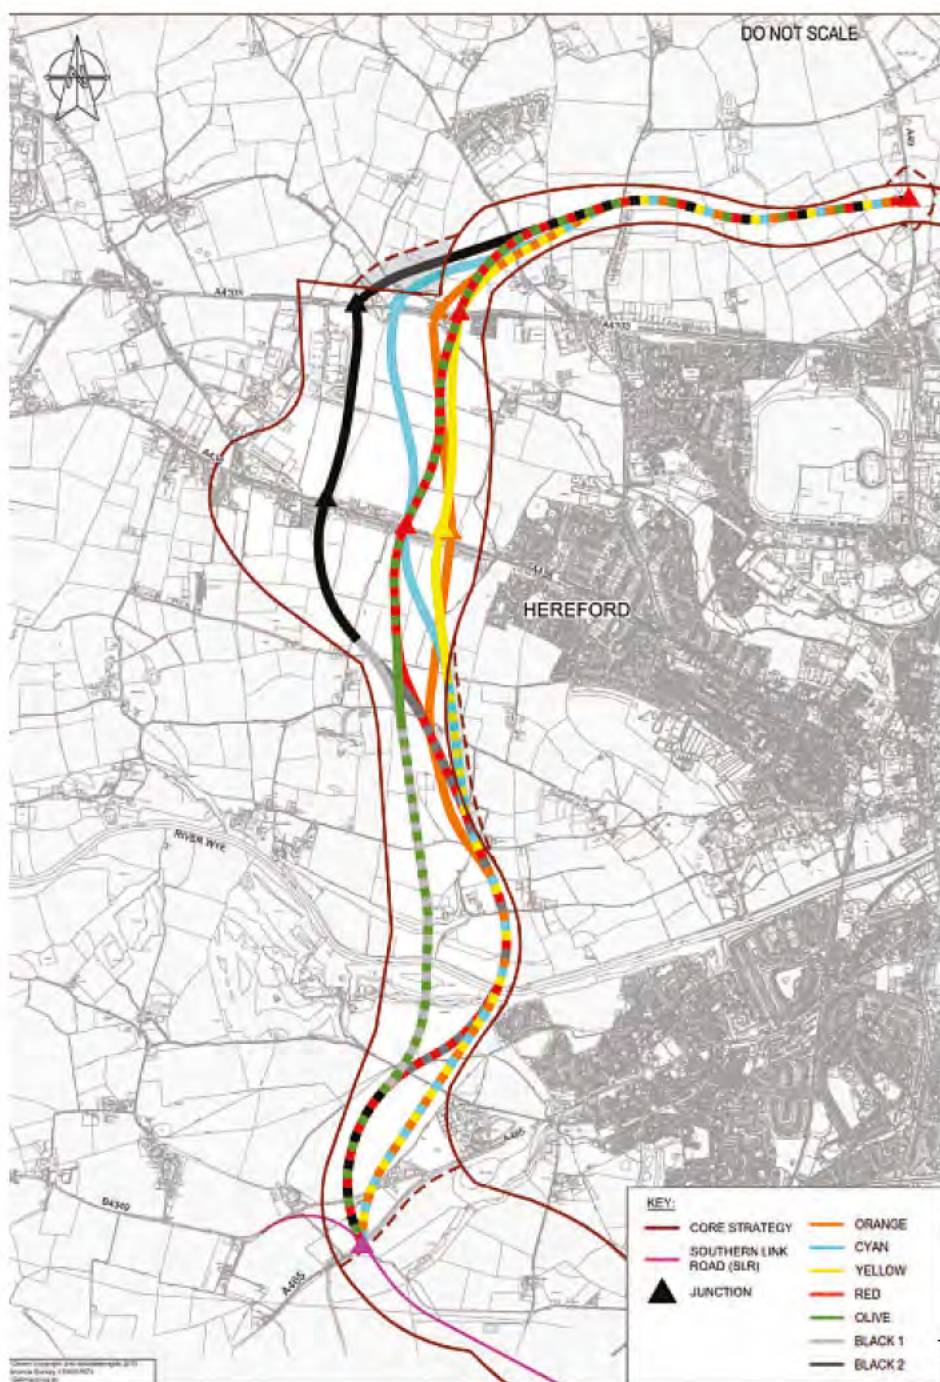 DO NOT SCALE
A49
A4103
A4103
A438
HEREFORD
RIVER WYE
A465
B4349
A465
KEY:
CORE STRATEGY
SOUTHERN LINK
ROAD (SLR)
JUNCTION
ORANGE
CYAN
YELLOW
RED
OLIVE
BLACK 1
BLACK 2